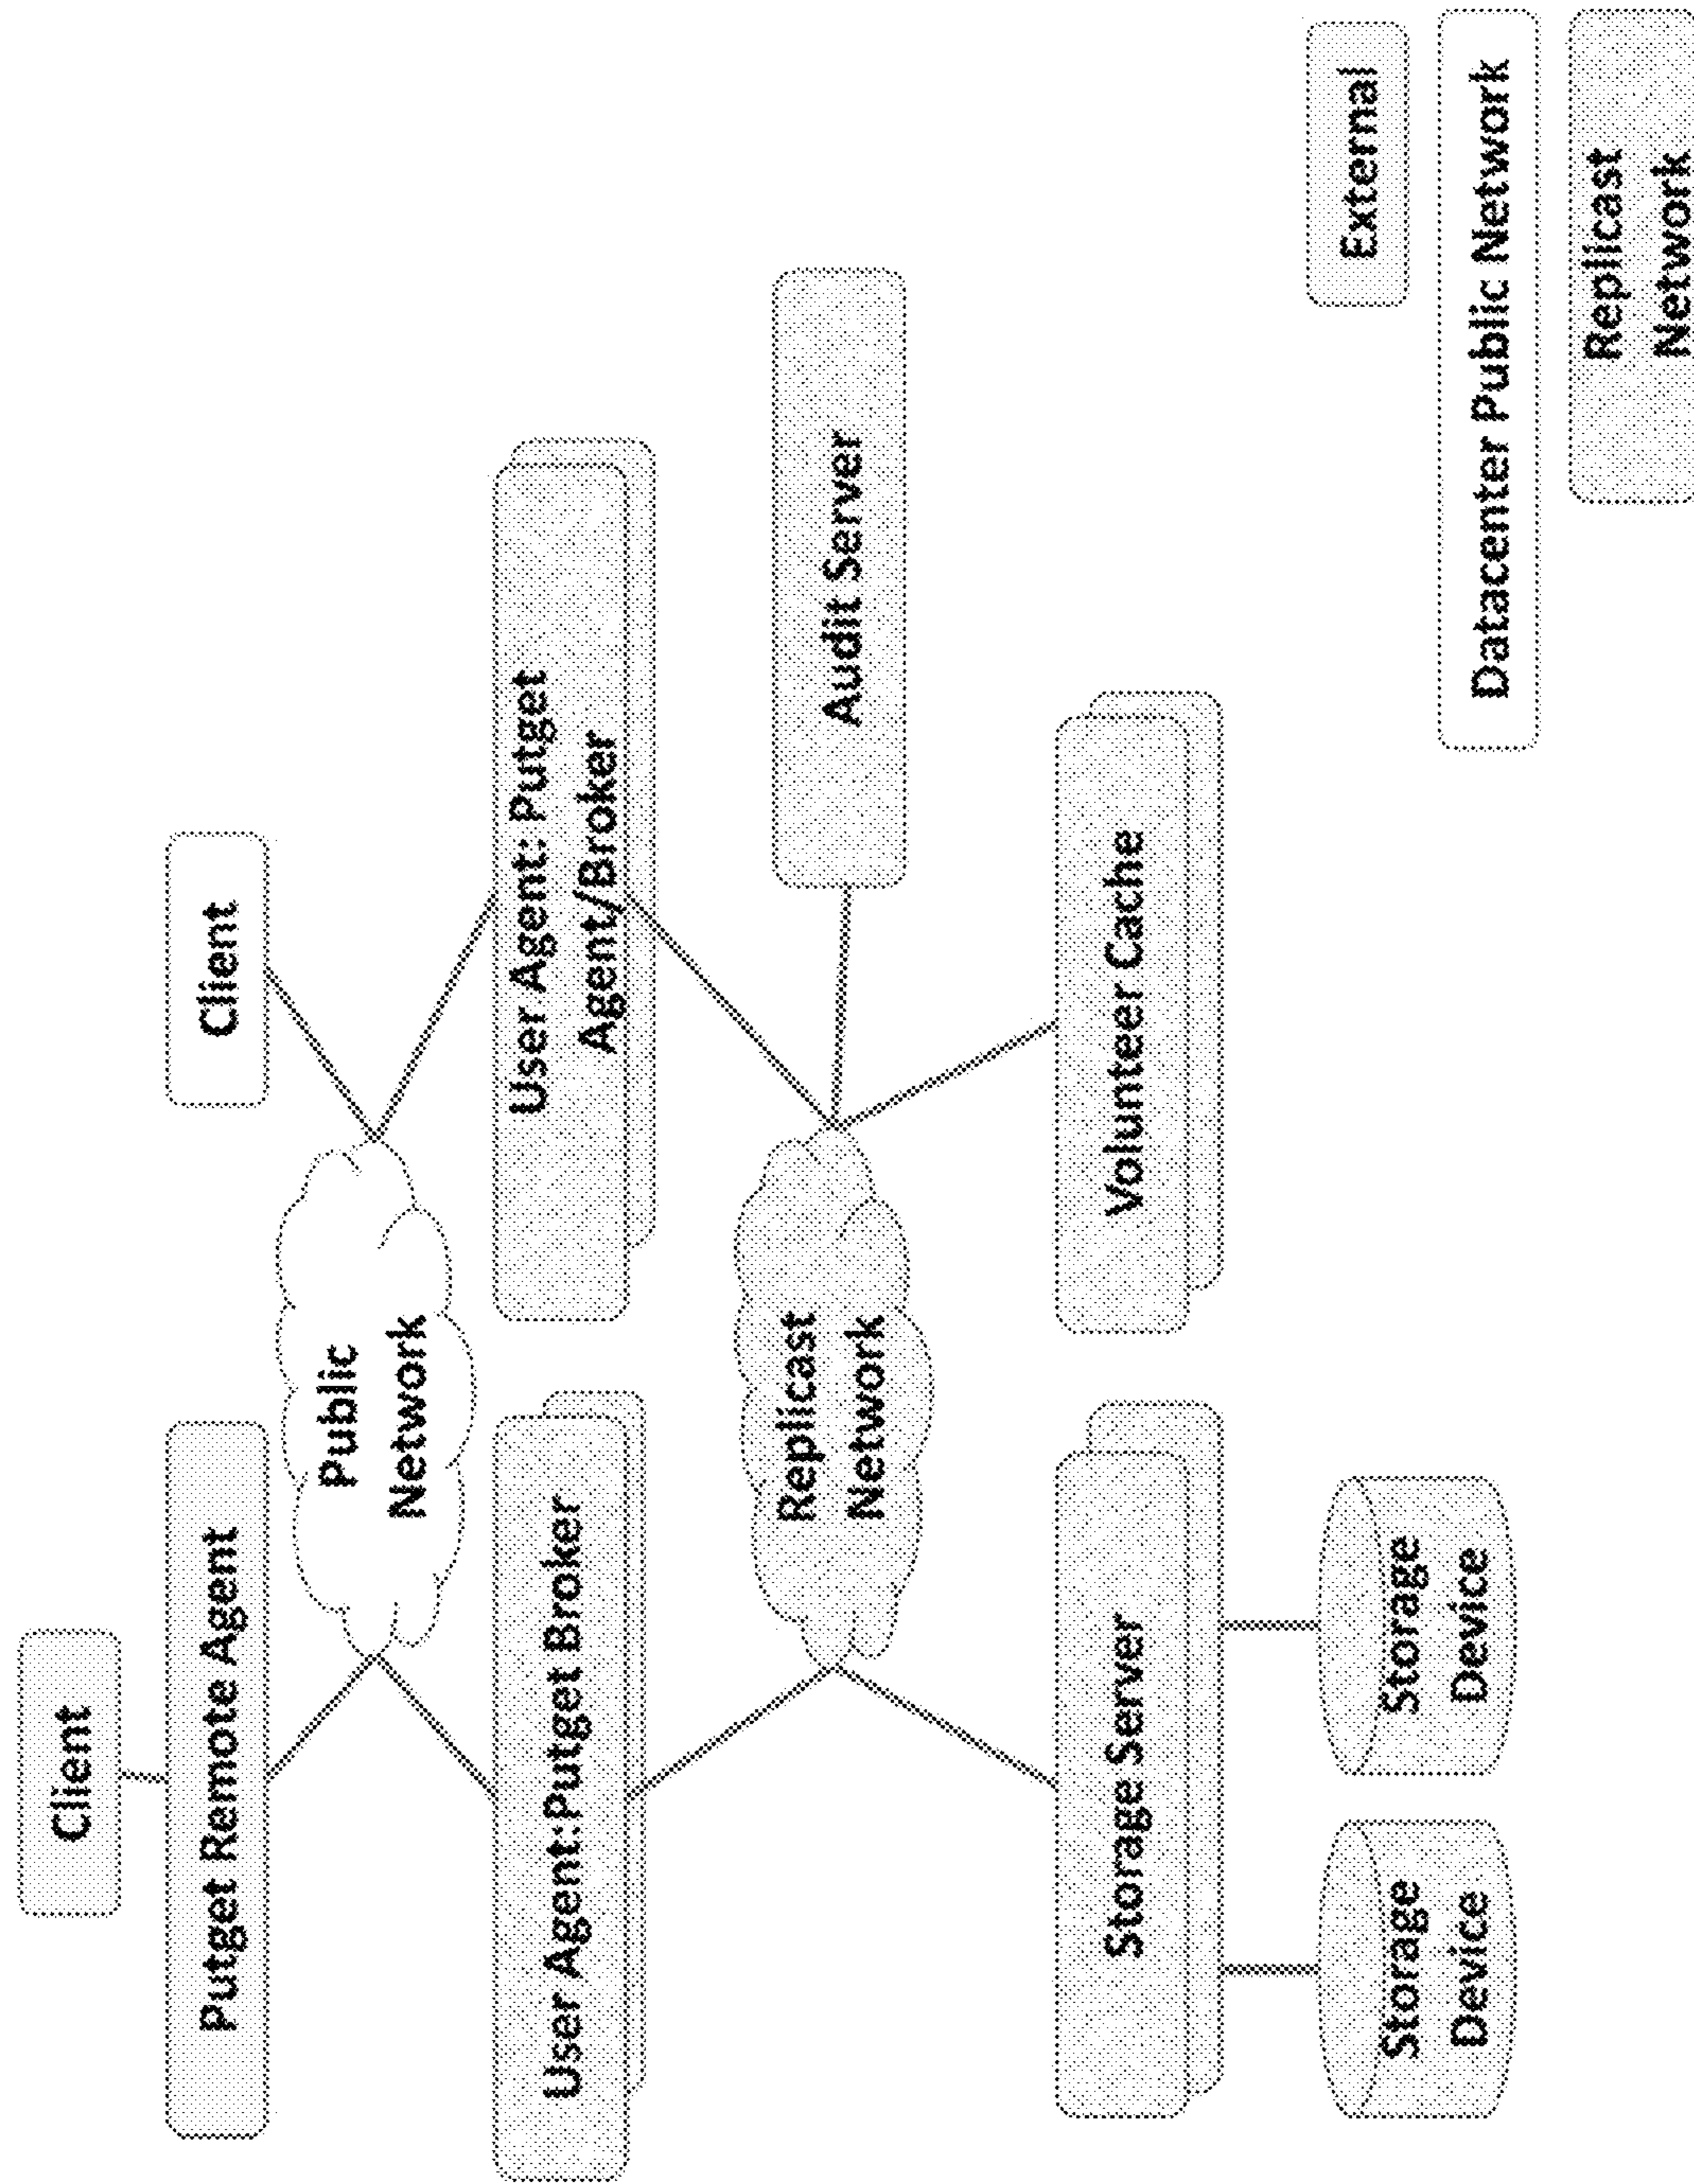 Client
Putget Remote Agent
Client
Public
Network
User Agent::Putget Broker
User Agent: Putget
Agent/Broker
Replicast
Network
Audit Server
Storage Server
Volunteer Cache
Storage
Device
Storage
Device
External
Datacenter Public Network
Replicast
Network